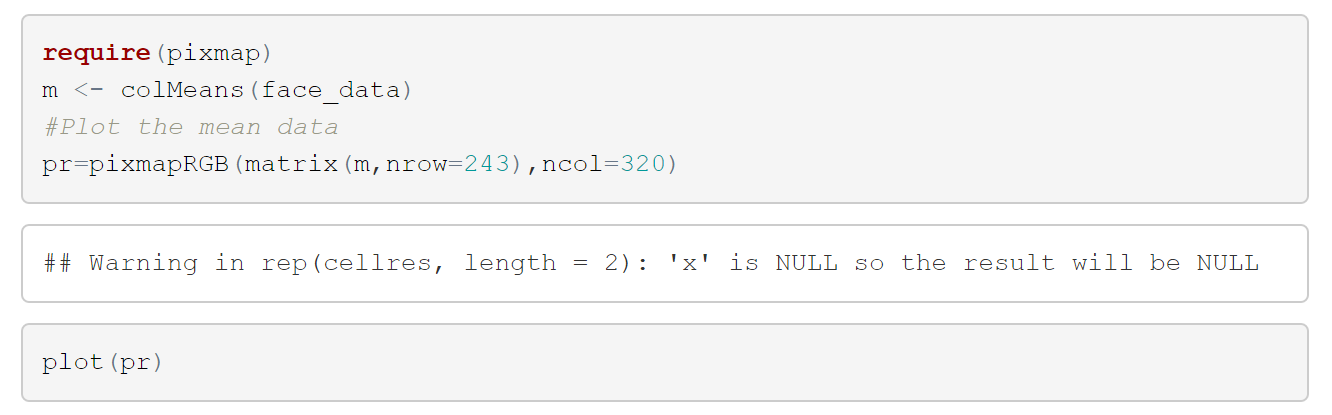 require(pixmap)
m <- colMeans(face_data)
#Plot the mean data
pr=pixmapRGB(matrix(m,nrow=243),ncol=320)
## Warning in rep(cellres, length = 2): 'x' is NULL so the result will be NULL
plot(pr)